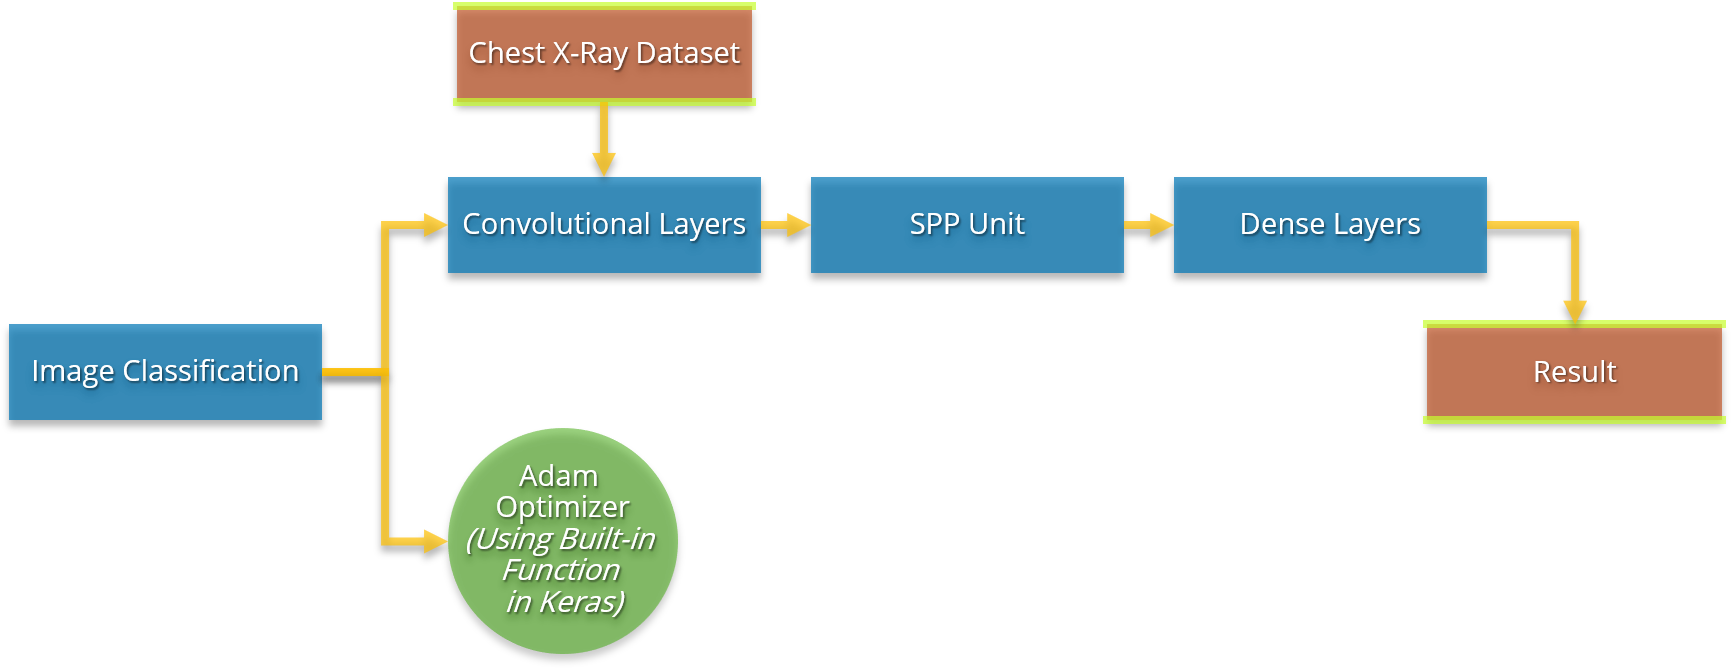 Chest X-Ray Dataset
Convolutional Layers
SPP Unit
Dense Layers
Image Classification
Result
Adam
Optimizer
(Using Built-in
Function
in Keras)